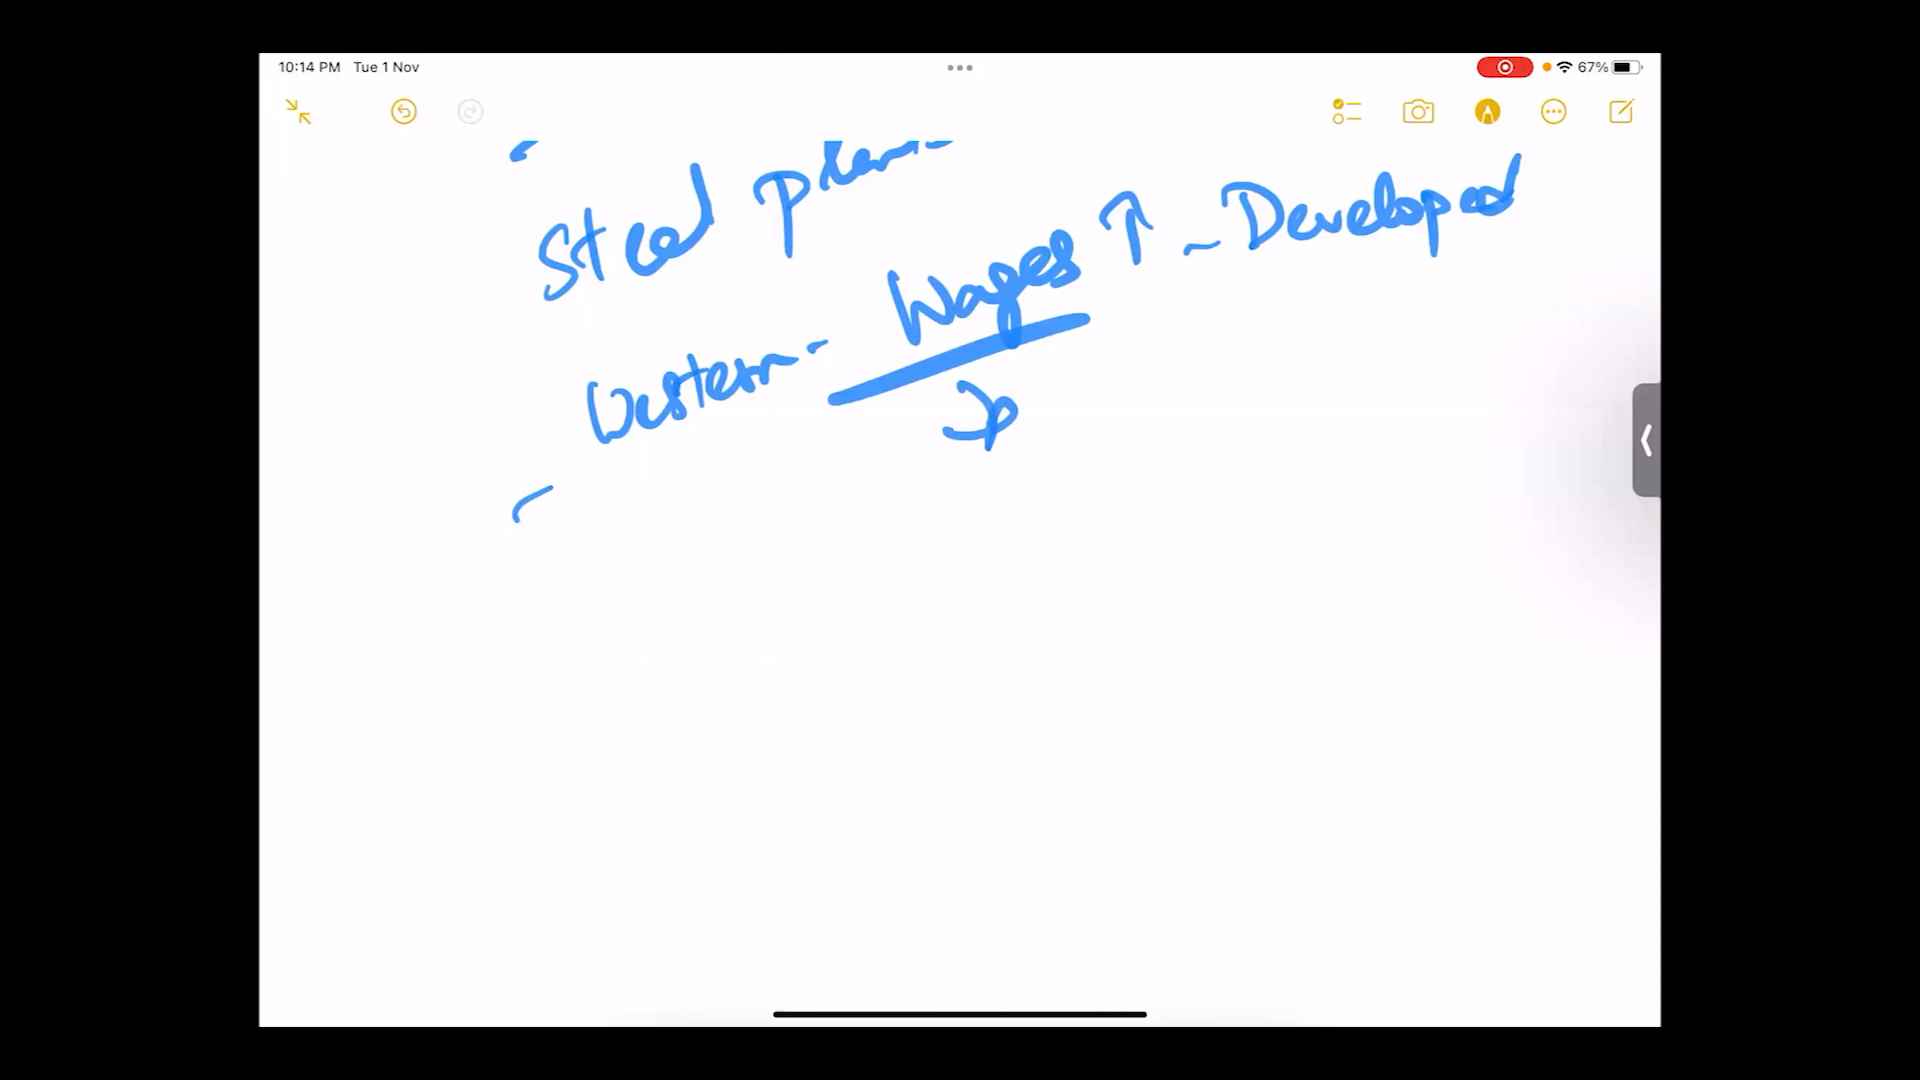 10:14 PM Tue 1 Nov
67%
Steel
Wages ↑ - Developed
Western -